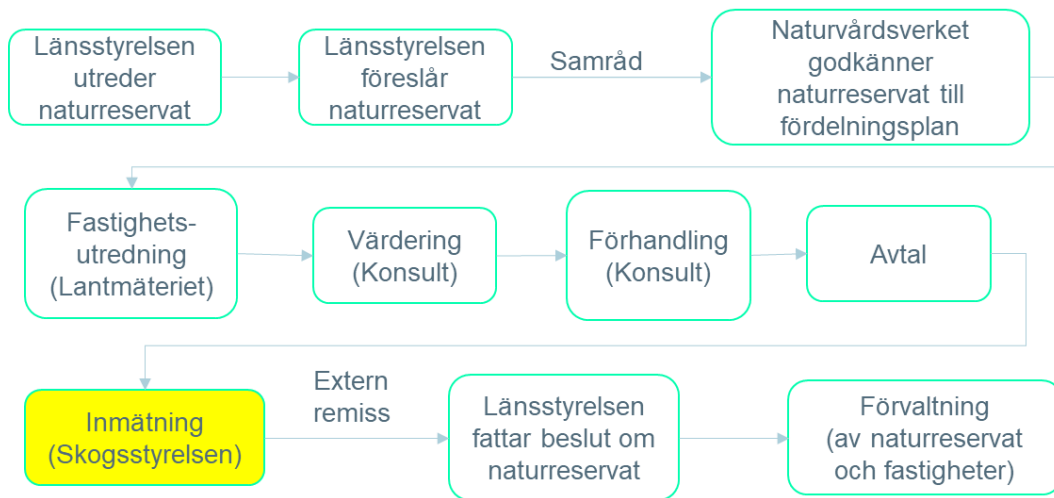 Länsstyrelsen
utreder
naturreservat
Länsstyrelsen
föreslår
naturreservat
Samråd
Naturvårdsverket
godkänner
naturreservat till
fördelningsplan
Fastighets-
utredning
(Lantmäteriet)
Värdering
(Konsult)
Förhandling
(Konsult)
Avtal
Inmätning
(Skogsstyrelsen)
Extern
remiss
Länsstyrelsen
fattar beslut om
naturreservat
Förvaltning
(av naturreservat
och fastigheter)